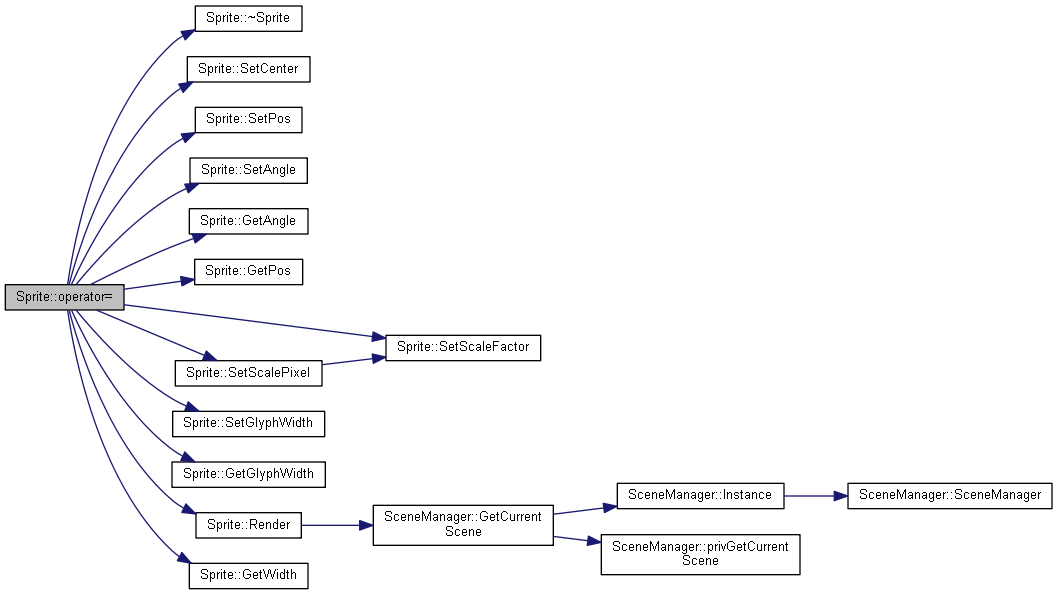 Sprite::~Sprite
Sprite::SetCenter
Sprite::SetPos
Sprite::SetAngle
Sprite::GetAngle
Sprite::GetPos
Sprite::operator=
Sprite::SetScaleFactor
Sprite::SetScalePixel
Sprite::SetGlyphWidth
Sprite::GetGlyphWidth
Sprite::Render
SceneManager::GetCurrent
Scene
SceneManager::Instance
SceneManager::SceneManager
SceneManager::privGetCurrent
Scene
Sprite::GetWidth